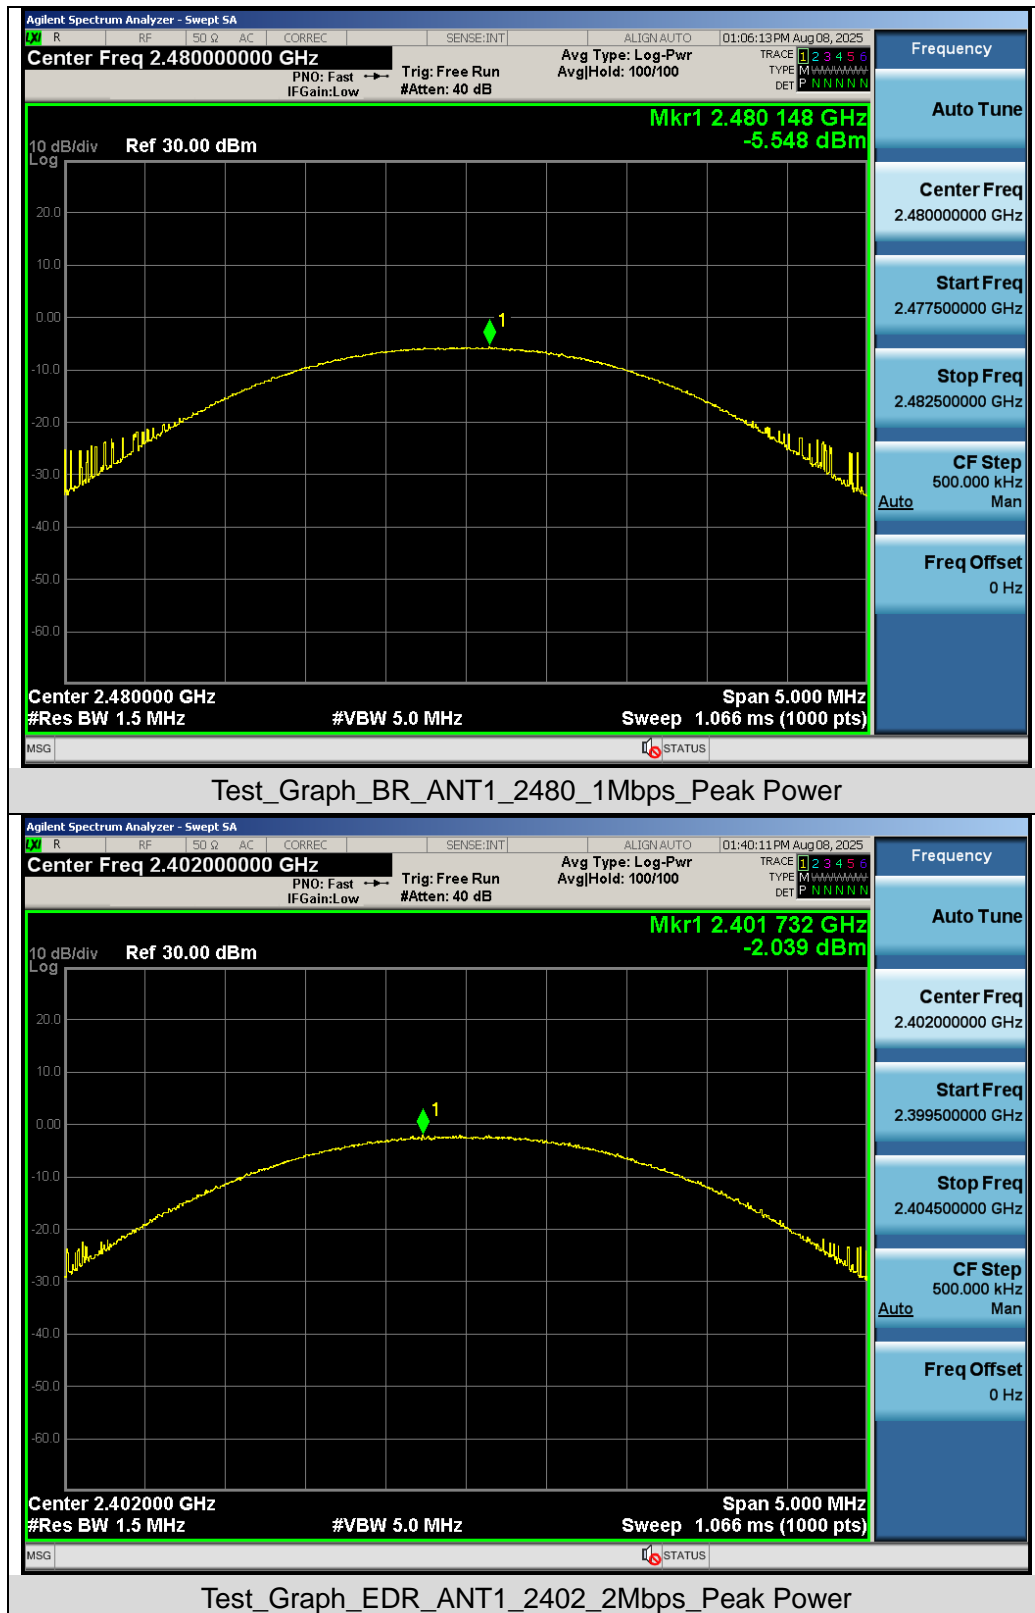 Agilent Spectrum Analyzer - Swept SA
LXI R RF 50 Ω AC CORREC SENSE:INT ALIGN AUTO 01:06:13 PM Aug 08, 2025
Center Freq 2.480000000 GHz
PNO: Fast
IFGain:Low
Trig: Free Run
#Atten: 40 dB
Avg Type: Log-Pwr
Avg|Hold: 100/100
TRACE 1 2 3 4 5 6
TYPE M
DET P N N N N N
Mkr1 2.480 148 GHz
-5.548 dBm
10 dB/div Ref 30.00 dBm
Log
20.0
10.0
0.00
-10.0
-20.0
-30.0
-40.0
-50.0
-60.0
1
Center 2.480000 GHz Span 5.000 MHz
#Res BW 1.5 MHz #VBW 5.0 MHz Sweep 1.066 ms (1000 pts)
MSG STATUS
Frequency
Auto Tune
Center Freq
2.480000000 GHz
Start Freq
2.477500000 GHz
Stop Freq
2.482500000 GHz
CF Step
500.000 kHz
Auto Man
Freq Offset
0 Hz
Test_Graph_BR_ANT1_2480_1Mbps_Peak Power
Agilent Spectrum Analyzer - Swept SA
LXI R RF 50 Ω AC CORREC SENSE:INT ALIGN AUTO 01:40:11 PM Aug 08, 2025
Center Freq 2.402000000 GHz
PNO: Fast
IFGain:Low
Trig: Free Run
#Atten: 40 dB
Avg Type: Log-Pwr
Avg|Hold: 100/100
TRACE 1 2 3 4 5 6
TYPE M
DET P N N N N N
Mkr1 2.401 732 GHz
-2.039 dBm
10 dB/div Ref 30.00 dBm
Log
20.0
10.0
0.00
-10.0
-20.0
-30.0
-40.0
-50.0
-60.0
1
Center 2.402000 GHz Span 5.000 MHz
#Res BW 1.5 MHz #VBW 5.0 MHz Sweep 1.066 ms (1000 pts)
MSG STATUS
Frequency
Auto Tune
Center Freq
2.402000000 GHz
Start Freq
2.399500000 GHz
Stop Freq
2.404500000 GHz
CF Step
500.000 kHz
Auto Man
Freq Offset
0 Hz
Test_Graph_EDR_ANT1_2402_2Mbps_Peak Power